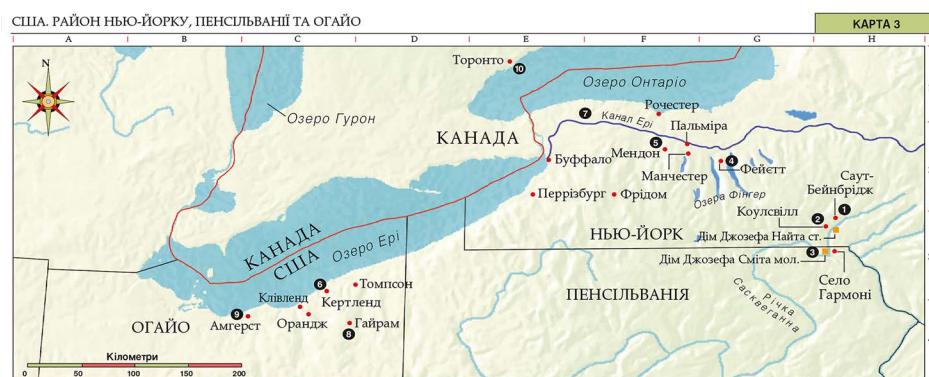 США. РАЙОН НЬЮ-ЙОРКУ, ПЕНСІЛЬВАНІЇ ТА ОГАЙО
КАРТА 3
A B C D E F G H
N
Торонто
10
Озеро Онтаріо
Рочестер
7
Канал Ері
Озеро Гурон
КАНАДА
Пальміра
5
Мендон
Буффало
Манчестер
4
Фейєтт
Саут-
Бейнбрідж
Перрізбург
Фрідом
Озера Фінгер
1
Коулсвілл
2
НЬЮ-ЙОРК
Дім Джозефа Найта ст.
КАНАДА
США
Озеро Ері
3
Дім Джозефа Сміта мол.
Село
Гармоні
6
Томпсон
Кертленд
Клівленд
ПЕНСІЛЬВАНІЯ
Річка
Сасквеганна
9
Амгерст
Орандж
Гайрам
8
ОГАЙО
Кілометри
0 50 100 150 200